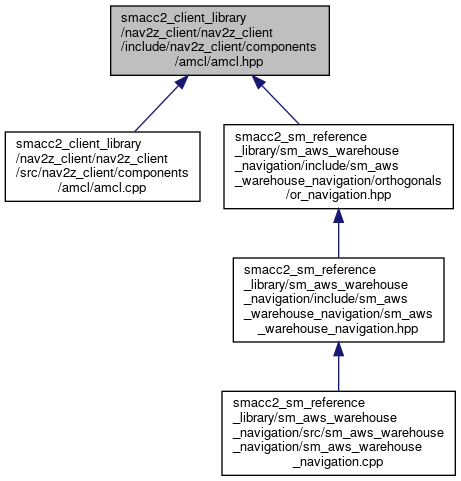 smacc2_client_library
/nav2z_client/nav2z_client
/include/nav2z_client/components
/amcl/amcl.hpp
smacc2_client_library
/nav2z_client/nav2z_client
/src/nav2z_client/components
/amcl/amcl.cpp
smacc2_sm_reference
_library/sm_aws_warehouse
_navigation/include/sm_aws
_warehouse_navigation/orthogonals
/or_navigation.hpp
smacc2_sm_reference
_library/sm_aws_warehouse
_navigation/include/sm_aws
_warehouse_navigation/sm_aws
_warehouse_navigation.hpp
smacc2_sm_reference
_library/sm_aws_warehouse
_navigation/src/sm_aws_warehouse
_navigation/sm_aws_warehouse
_navigation.cpp